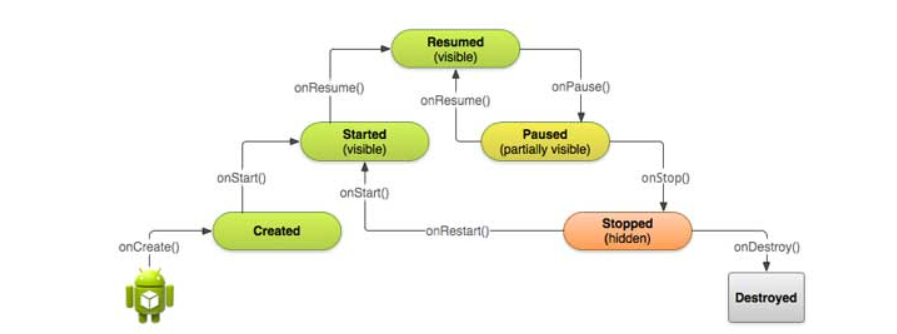 Resumed
(visible)
onResume()
onResume()
onPause()
Started
(visible)
Paused
(partially visible)
onStart()
onStart()
onStop()
Created
onRestart()
Stopped
(hidden)
onCreate()
onDestroy()
Destroyed